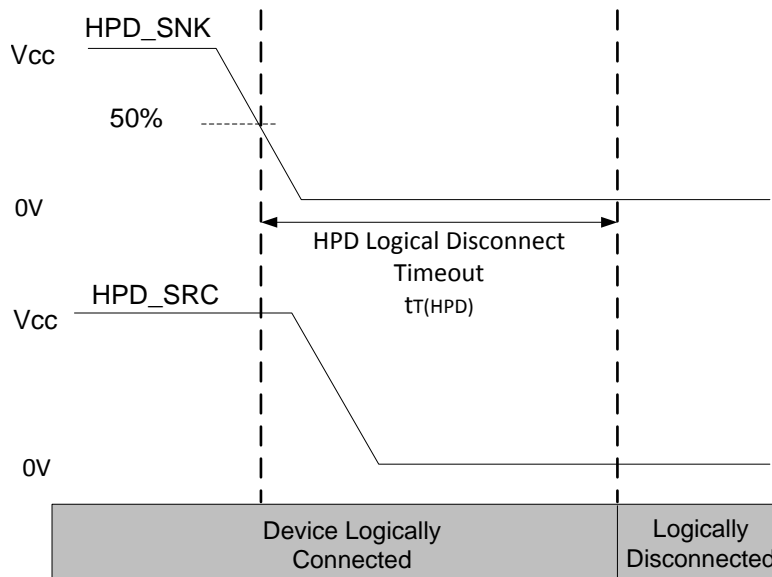 HPD_SNK
Vcc
50%
0V
HPD Logical Disconnect
Timeout
tT(HPD)
HPD_SRC
Vcc
0V
Device Logically
Connected
Logically
Disconnected